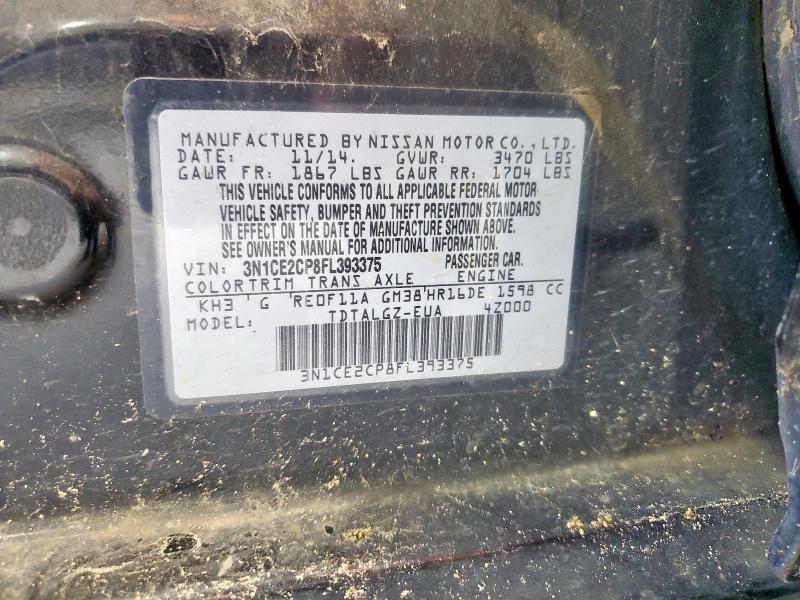 MANUFACTURED BY NISSAN MOTOR CO., LTD.
DATE: 11/14. GVWR: 3470 LBS
GAWR FR: 1867 LBS GAWR RR: 1704 LBS
THIS VEHICLE CONFORMS TO ALL APPLICABLE FEDERAL MOTOR
VEHICLE SAFETY, BUMPER AND THEFT PREVENTION STANDARDS
IN EFFECT ON THE DATE OF MANUFACTURE SHOWN ABOVE.
SEE OWNER'S MANUAL FOR ADDITIONAL INFORMATION.
VIN: 3N1CE2CP8FL393375 PASSENGER CAR.
COLOR TRIM TRANS AXLE ENGINE
KH3 'G 'RE0F11A GM38'HR16DE 1598 CC
MODEL: TDTALGZ-EUA 4Z000
3N1CE2CP8FL393375